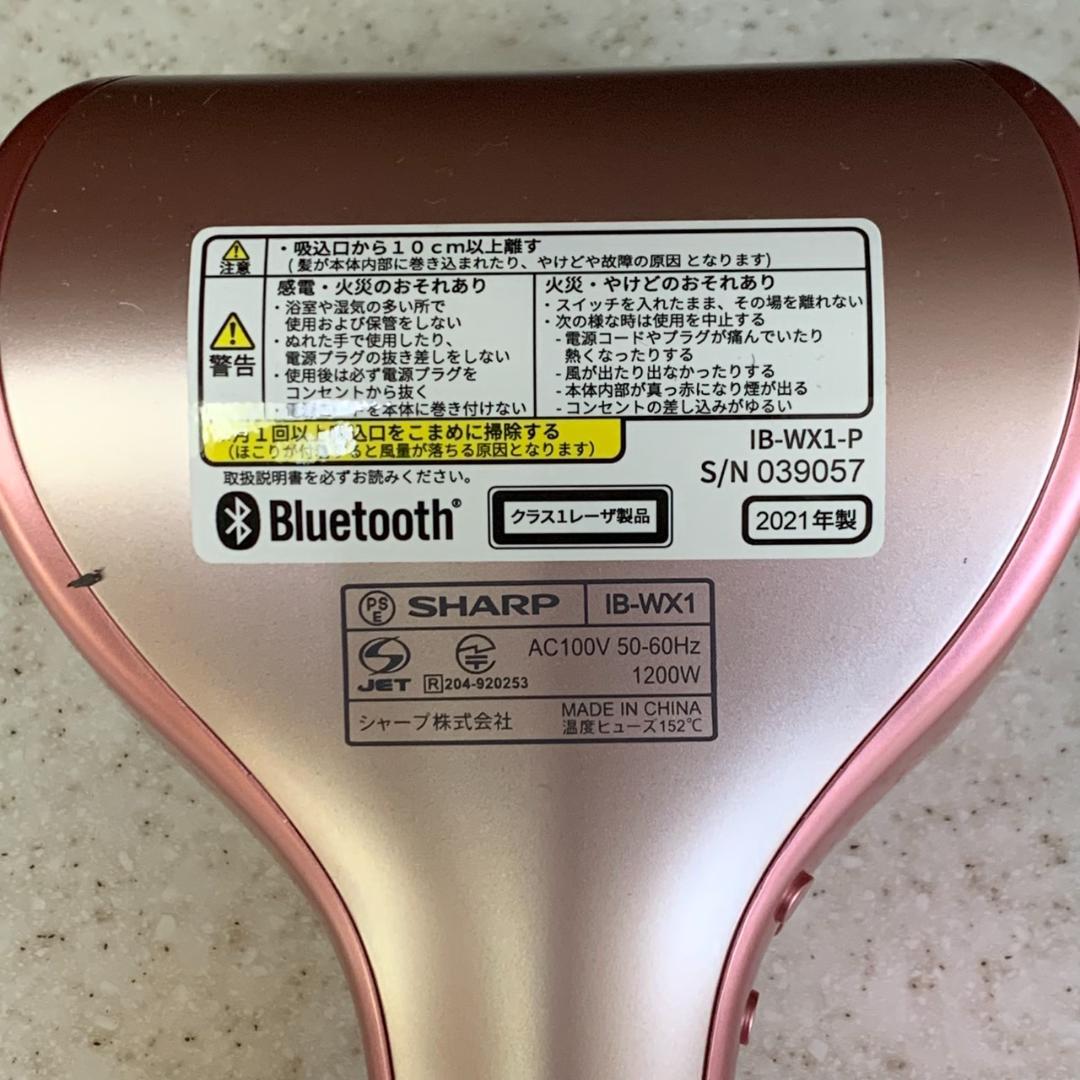 注意
・吸込口から10cm以上離す
(髪が本体内部に巻き込まれたり、やけどや故障の原因となります)
警告
感電・火災のおそれあり
・浴室や湿気の多い所で
使用および保管をしない
・ぬれた手で使用したり、
電源プラグの抜き差しをしない
・使用後は必ず電源プラグを
コンセントから抜く
・電源コードを本体に巻き付けない
火災・やけどのおそれあり
・スイッチを入れたまま、その場を離れない
・次の様な時は使用を中止する
-電源コードやプラグが痛んでいたり
熱くなったりする
-風が出たり出なかったりする
-本体内部が真っ赤になり煙が出る
-コンセントの差し込みがゆるい
月1回以上吸込口をこまめに掃除する
(ほこりが付着すると風量が落ちる原因となります)
取扱説明書を必ずお読みください。
IB-WX1-P
S/N 039057
Bluetooth®
クラス1レーザ製品
2021年製
PSE SHARP IB-WX1
JET
R 204-920253
AC100V 50-60Hz
1200W
シャープ株式会社
MADE IN CHINA
温度ヒューズ152℃